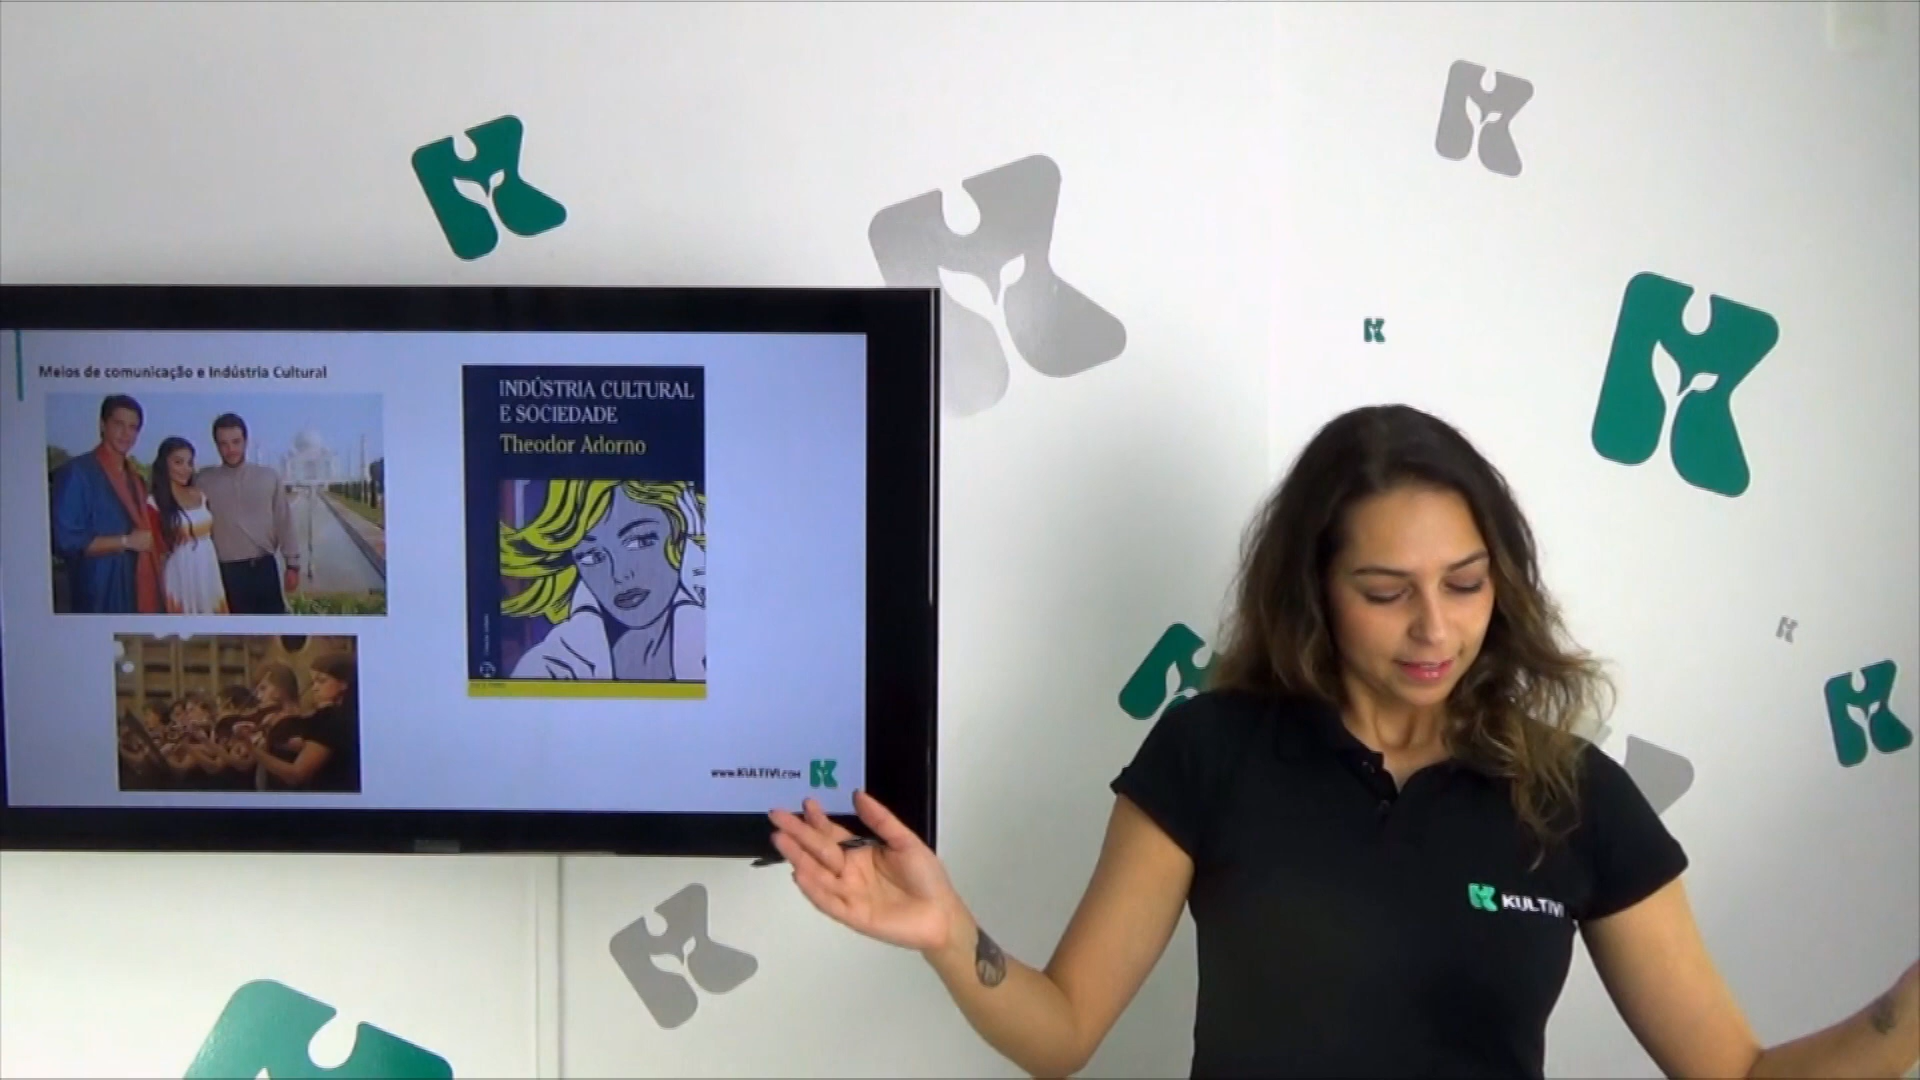 Meios de comunicação e Indústria Cultural
INDÚSTRIA CULTURAL
E SOCIEDADE
Theodor Adorno
www.KULTIVI.COM
KULTIVI